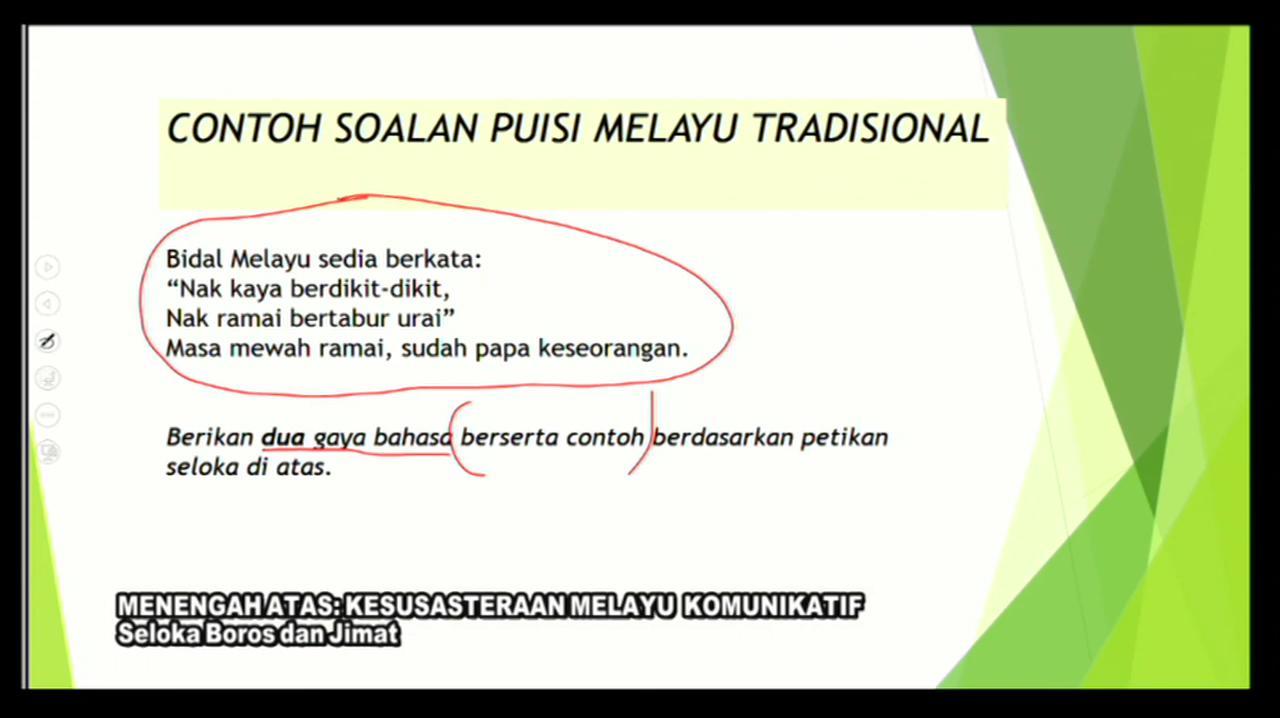 CONTOH SOALAN PUISI MELAYU TRADISIONAL
Bidal Melayu sedia berkata:
“Nak kaya berdikit-dikit,
Nak ramai bertabur urai”
Masa mewah ramai, sudah papa keseorangan.
Berikan dua gaya bahasa berserta contoh berdasarkan petikan
seloka di atas.
MENENGAH ATAS: KESUSASTERAAN MELAYU KOMUNIKATIF
Seloka Boros dan Jimat